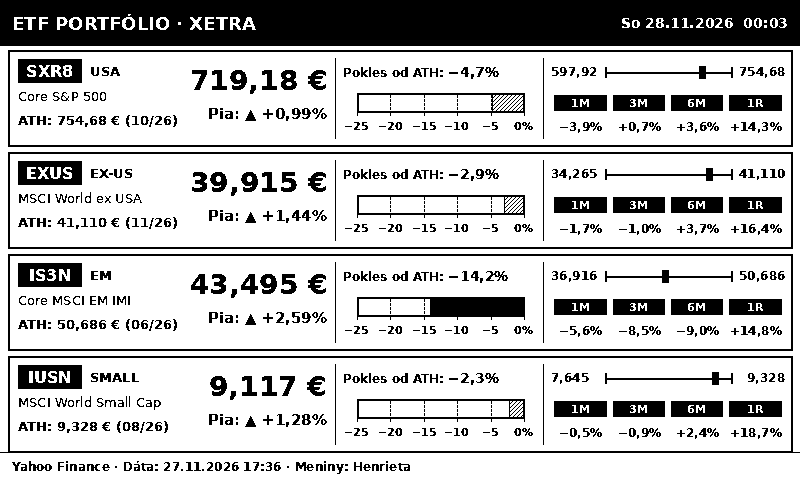 ETF PORTFÓLIO · XETRA So 28.11.2026 00:03
SXR8 USA
Core S&P 500
ATH: 754,68 € (10/26)
719,18 €
Pia: ▲ +0,99%
Pokles od ATH: −4,7%
−25 −20 −15 −10 −5 0%
597,92 754,68
1M 3M 6M 1R
−3,9% +0,7% +3,6% +14,3%
EXUS EX-US
MSCI World ex USA
ATH: 41,110 € (11/26)
39,915 €
Pia: ▲ +1,44%
Pokles od ATH: −2,9%
−25 −20 −15 −10 −5 0%
34,265 41,110
1M 3M 6M 1R
−1,7% −1,0% +3,7% +16,4%
IS3N EM
Core MSCI EM IMI
ATH: 50,686 € (06/26)
43,495 €
Pia: ▲ +2,59%
Pokles od ATH: −14,2%
−25 −20 −15 −10 −5 0%
36,916 50,686
1M 3M 6M 1R
−5,6% −8,5% −9,0% +14,8%
IUSN SMALL
MSCI World Small Cap
ATH: 9,328 € (08/26)
9,117 €
Pia: ▲ +1,28%
Pokles od ATH: −2,3%
−25 −20 −15 −10 −5 0%
7,645 9,328
1M 3M 6M 1R
−0,5% −0,9% +2,4% +18,7%
Yahoo Finance · Dáta: 27.11.2026 17:36 · Meniny: Henrieta